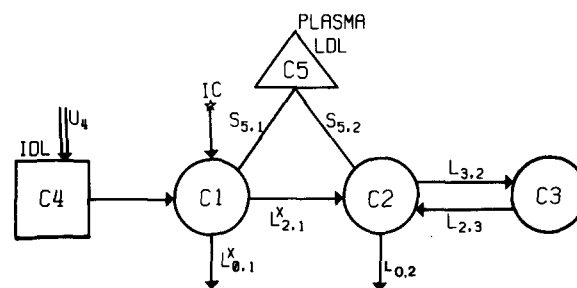 PLASMA
LDL
C5
IC
S5,1
S5,2
U4
IDL
C4
C1
C2
C3
L3,2
L2,3
Lx2,1
Lx0,1
L0,2